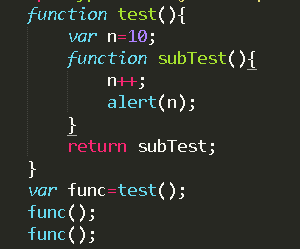 function test(){
var n=10;
function subTest(){
n++;
alert(n);
}
return subTest;
}
var func=test();
func();
func();